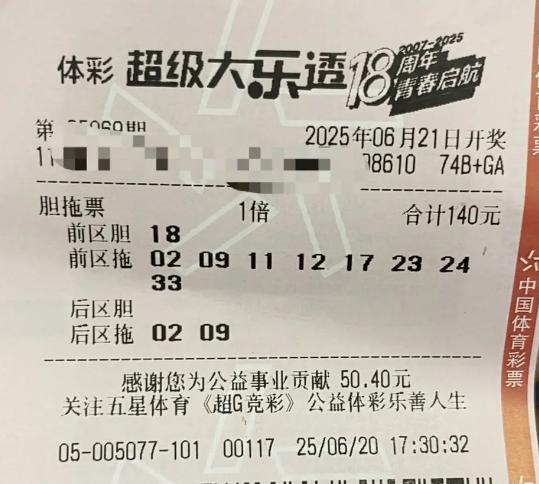 体彩 超级大乐透 18 2007-2025 周年 青春启航
第 25069期 2025年06月21日开奖
11 08610 74B+GA
胆拖票 1倍 合计140元
前区胆 18
前区拖 02 09 11 12 17 23 24
33
后区胆
后区拖 02 09
感谢您为公益事业贡献 50.40元
关注五星体育《超G竞彩》公益体彩乐善人生
05-005077-101 00117 25/06/20 17:30:32
中国体育彩票